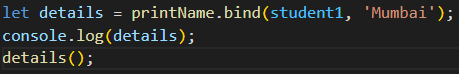 let details = printName.bind(student1, 'Mumbai');
console.log(details);
details();